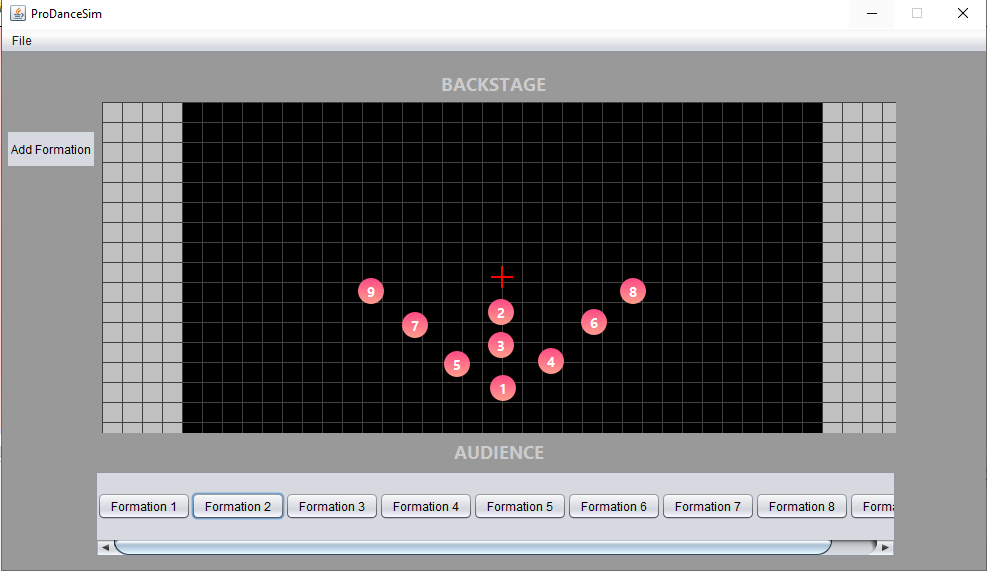 ProDanceSim
File
BACKSTAGE
Add Formation
9
8
2
7
6
3
5
4
1
AUDIENCE
Formation 1 Formation 2 Formation 3 Formation 4 Formation 5 Formation 6 Formation 7 Formation 8 Forma